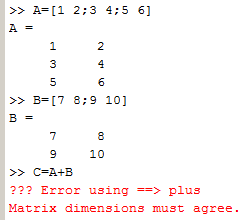 >> A=[1 2;3 4;5 6]
A =
1 2
3 4
5 6
>> B=[7 8;9 10]
B =
7 8
9 10
>> C=A+B
??? Error using ==> plus
Matrix dimensions must agree.